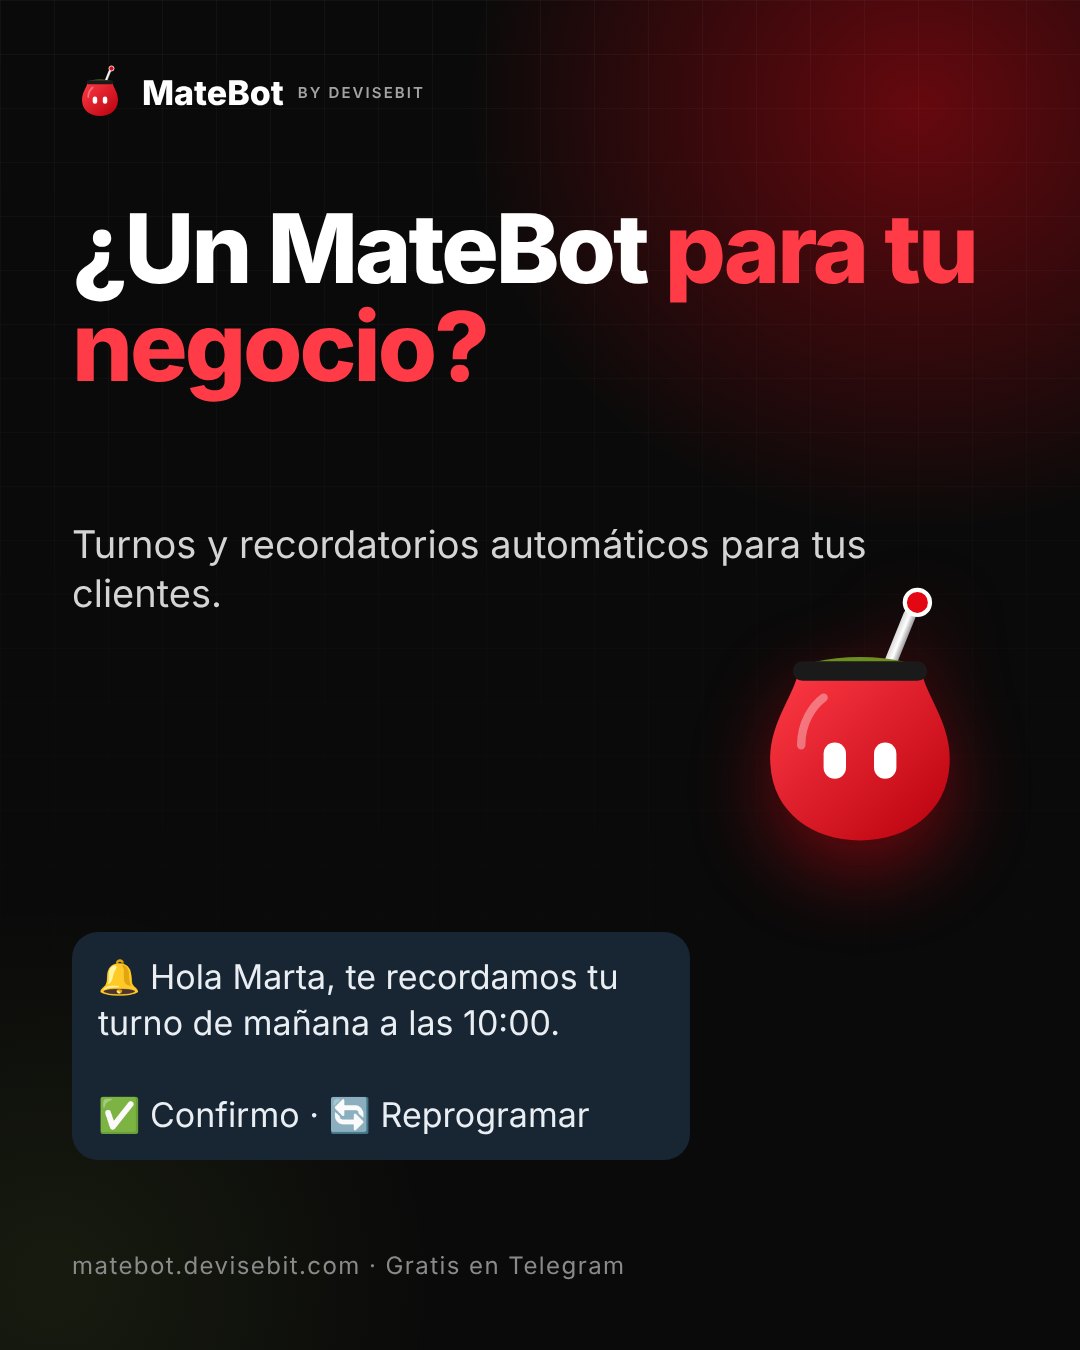 MateBot BY DEVISEBIT
¿Un MateBot para tu
negocio?
Turnos y recordatorios automáticos para tus
clientes.
🔔 Hola Marta, te recordamos tu
turno de mañana a las 10:00.
✅ Confirmo · 🔄 Reprogramar
matebot.devisebit.com · Gratis en Telegram